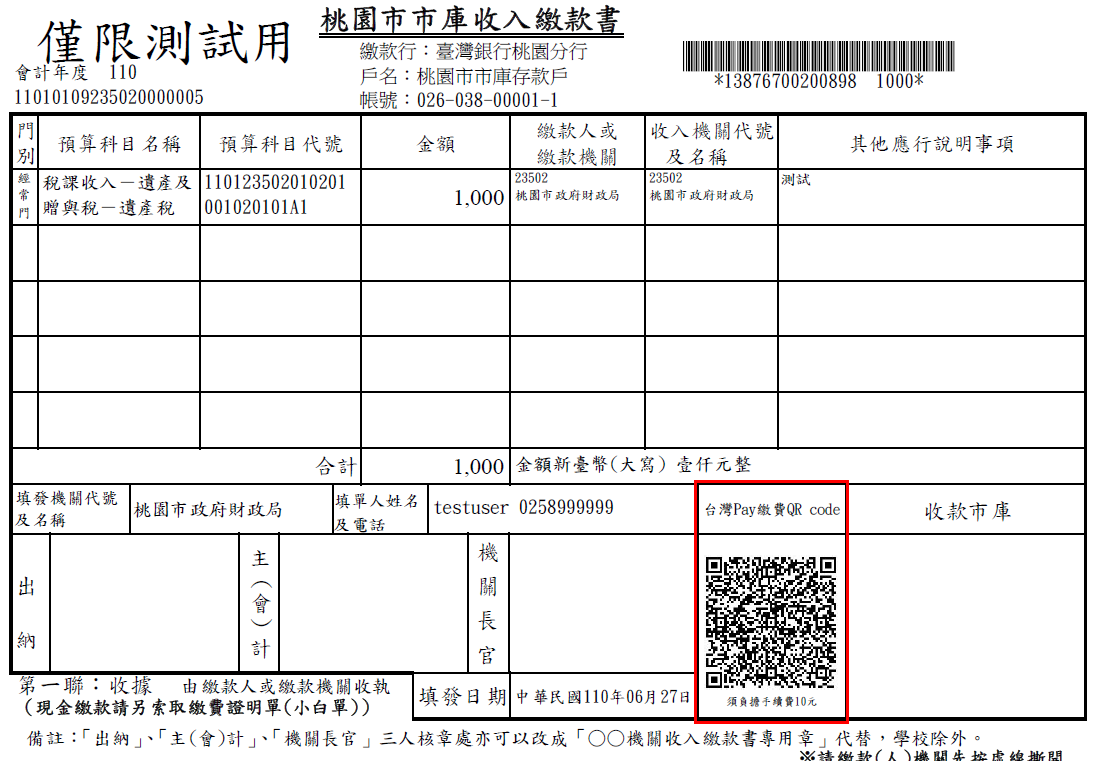 桃園市市庫收入繳款書
僅限測試用
繳款行：臺灣銀行桃園分行
戶名：桃園市市庫存款戶
帳號：026-038-00001-1
*13876700200898 1000*
會計年度 110
11010109235020000005
門別
預算科目名稱
預算科目代號
金額
繳款人或
繳款機關
收入機關代號
及名稱
其他應行說明事項
經常門
稅課收入－遺產及
贈與稅－遺產稅
110123502010201
001020101A1
1,000
23502
桃園市政府財政局
23502
桃園市政府財政局
測試
合計
1,000
金額新臺幣(大寫) 壹仟元整
填發機關代號
及名稱
桃園市政府財政局
填單人姓名
及電話
testuser 0258999999
台灣Pay繳費QR code
收款市庫
出納
主(會)計
機關長官
須負擔手續費10元
第一聯：收據 由繳款人或繳款機關收執
(現金繳款請另索取繳費證明單(小白單))
填發日期
中華民國110年06月27日
備註：「出納」、「主(會)計」、「機關長官」三人核章處亦可以改成「○○機關收入繳款書專用章」代替，學校除外。
※請繳款(人)機關先按虛線撕開